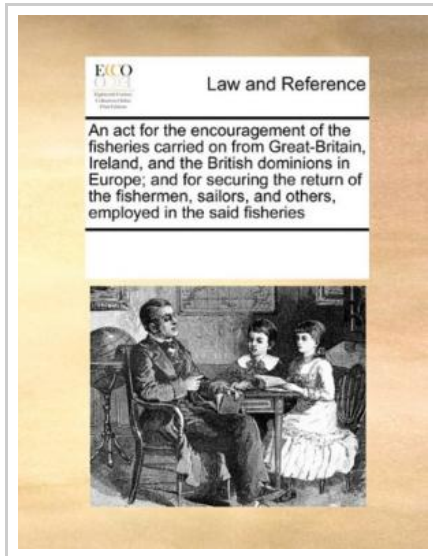 ECCO
Law and Reference
An act for the encouragement of the
fisheries carried on from Great-Britain,
Ireland, and the British dominions in
Europe; and for securing the return of
the fishermen, sailors, and others,
employed in the said fisheries